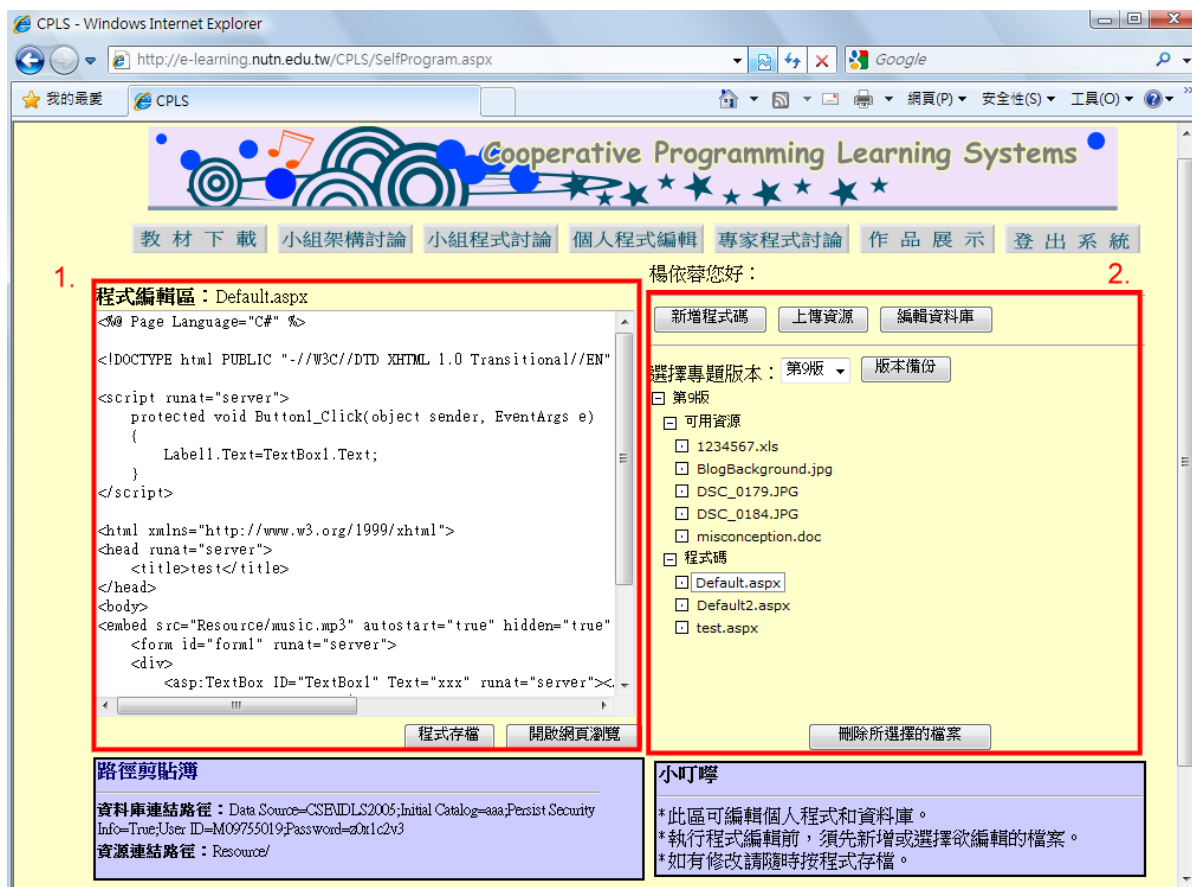 CPLS - Windows Internet Explorer
http://e-learning.nutn.edu.tw/CPLS/SelfProgram.aspx
Google
我的最愛
CPLS
網頁(P)
安全性(S)
工具(O)
Cooperative Programming Learning Systems
教材下載
小組架構討論
小組程式討論
個人程式編輯
專家程式討論
作品展示
登出系統
1.
程式編輯區：Default.aspx
<%@ Page Language="C#" %>
<!DOCTYPE html PUBLIC "-//W3C//DTD XHTML 1.0 Transitional//EN"
<script runat="server">
protected void Button1_Click(object sender, EventArgs e)
{
Label1.Text=TextBox1.Text;
}
</script>
<html xmlns="http://www.w3.org/1999/xhtml">
<head runat="server">
<title>test</title>
</head>
<body>
<embed src="Resource/music.mp3" autostart="true" hidden="true"
<form id="form1" runat="server">
<div>
<asp:TextBox ID="TextBox1" Text="xxx" runat="server"><
程式存檔
開啟網頁瀏覽
楊依蓉您好：
2.
新增程式碼
上傳資源
編輯資料庫
選擇專題版本：第9版
版本備份
第9版
可用資源
1234567.xls
BlogBackground.jpg
DSC_0179.JPG
DSC_0184.JPG
misconception.doc
程式碼
Default.aspx
Default2.aspx
test.aspx
刪除所選擇的檔案
路徑剪貼簿
資料庫連結路徑：Data Source=CSE\IDLS2005;Initial Catalog=aaa;Persist Security
Info=True;User ID=M09755019;Password=z0x1c2v3
資源連結路徑：Resource/
小叮嚀
*此區可編輯個人程式和資料庫。
*執行程式編輯前，須先新增或選擇欲編輯的檔案。
*如有修改請隨時按程式存檔。